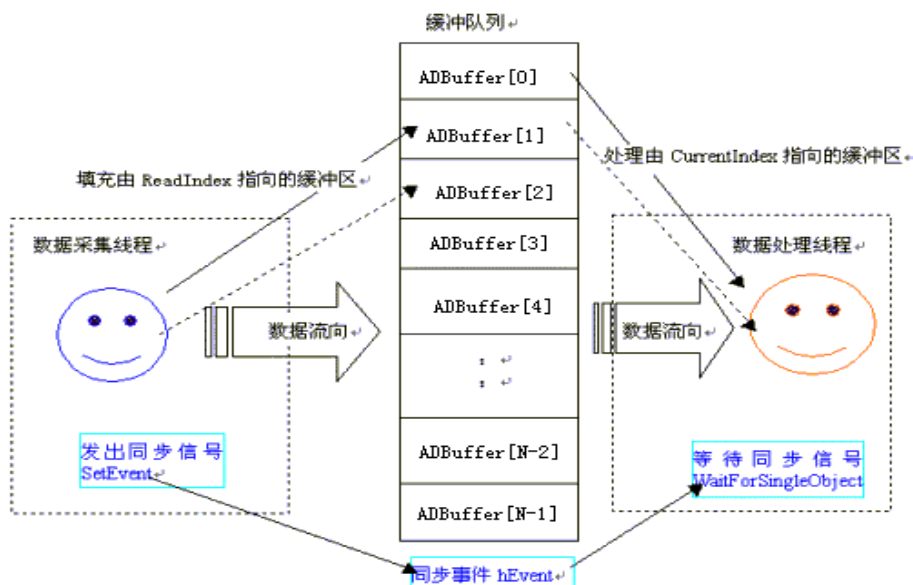 缓冲队列
ADBuffer[0]
ADBuffer[1]
处理由 CurrentIndex 指向的缓冲区
填充由 ReadIndex 指向的缓冲区
ADBuffer[2]
数据采集线程
ADBuffer[3]
数据处理线程
ADBuffer[4]
数据流向
数据流向
:
:
发出同步信号
SetEvent
ADBuffer[N-2]
等待同步信号
WaitForSingleObject
ADBuffer[N-1]
同步事件 hEvent